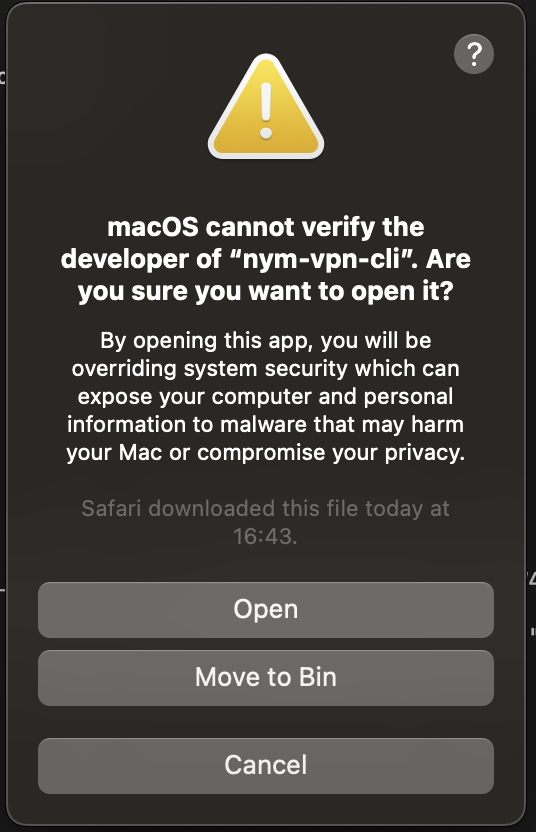 ?
macOS cannot verify the
developer of “nym-vpn-cli”. Are
you sure you want to open it?
By opening this app, you will be
overriding system security which can
expose your computer and personal
information to malware that may harm
your Mac or compromise your privacy.
Safari downloaded this file today at
16:43.
Open
Move to Bin
Cancel